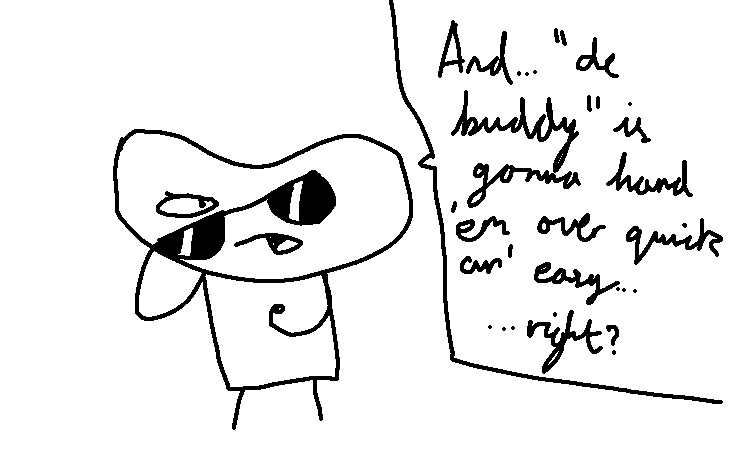 And... "de
buddy" is
gonna hand
'em over quick
an' easy...
...right?